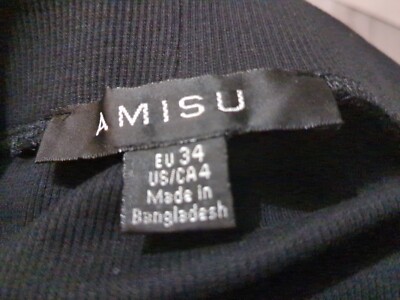 AMISU
EU 34
US/CA 4
Made in
Bangladesh